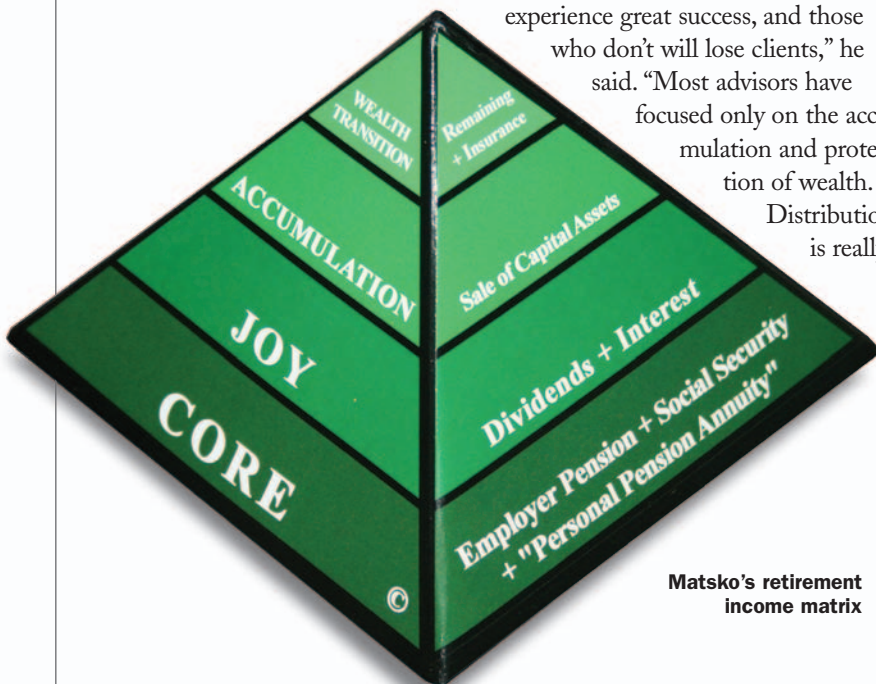 experience great success, and those
who don’t will lose clients,” he
said. “Most advisors have
focused only on the acc
mulation and prote
tion of wealth.
Distributio
is reall
WEALTH
TRANSITION
Remaining
+ Insurance
ACCUMULATION
Sale of Capital Assets
JOY
Dividends + Interest
CORE
Employer Pension + Social Security
+ "Personal Pension Annuity"
©
Matsko’s retirement
income matrix